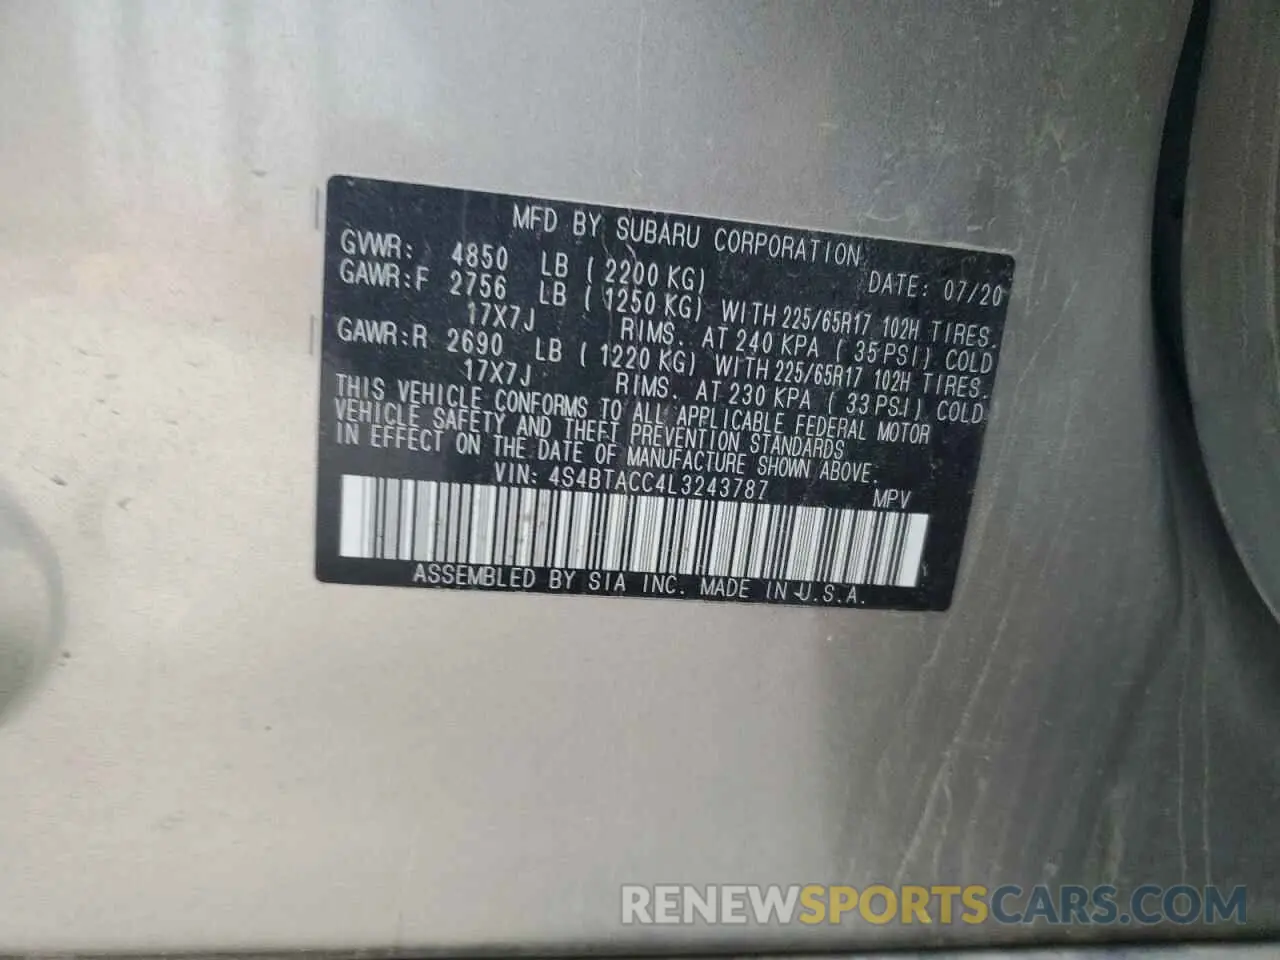 MFD BY SUBARU CORPORATION
GVWR: 4850 LB ( 2200 KG) DATE: 07/20
GAWR:F 2756 LB ( 1250 KG) WITH 225/65R17 102H TIRES.
17X7J RIMS. AT 240 KPA ( 35 PSI) COLD
GAWR:R 2690 LB ( 1220 KG) WITH 225/65R17 102H TIRES.
17X7J RIMS. AT 230 KPA ( 33 PSI) COLD
THIS VEHICLE CONFORMS TO ALL APPLICABLE FEDERAL MOTOR
VEHICLE SAFETY AND THEFT PREVENTION STANDARDS
IN EFFECT ON THE DATE OF MANUFACTURE SHOWN ABOVE.
VIN: 4S4BTACC4L3243787 MPV
ASSEMBLED BY SIA INC. MADE IN U.S.A.
RENEWSPORTSCARS.COM